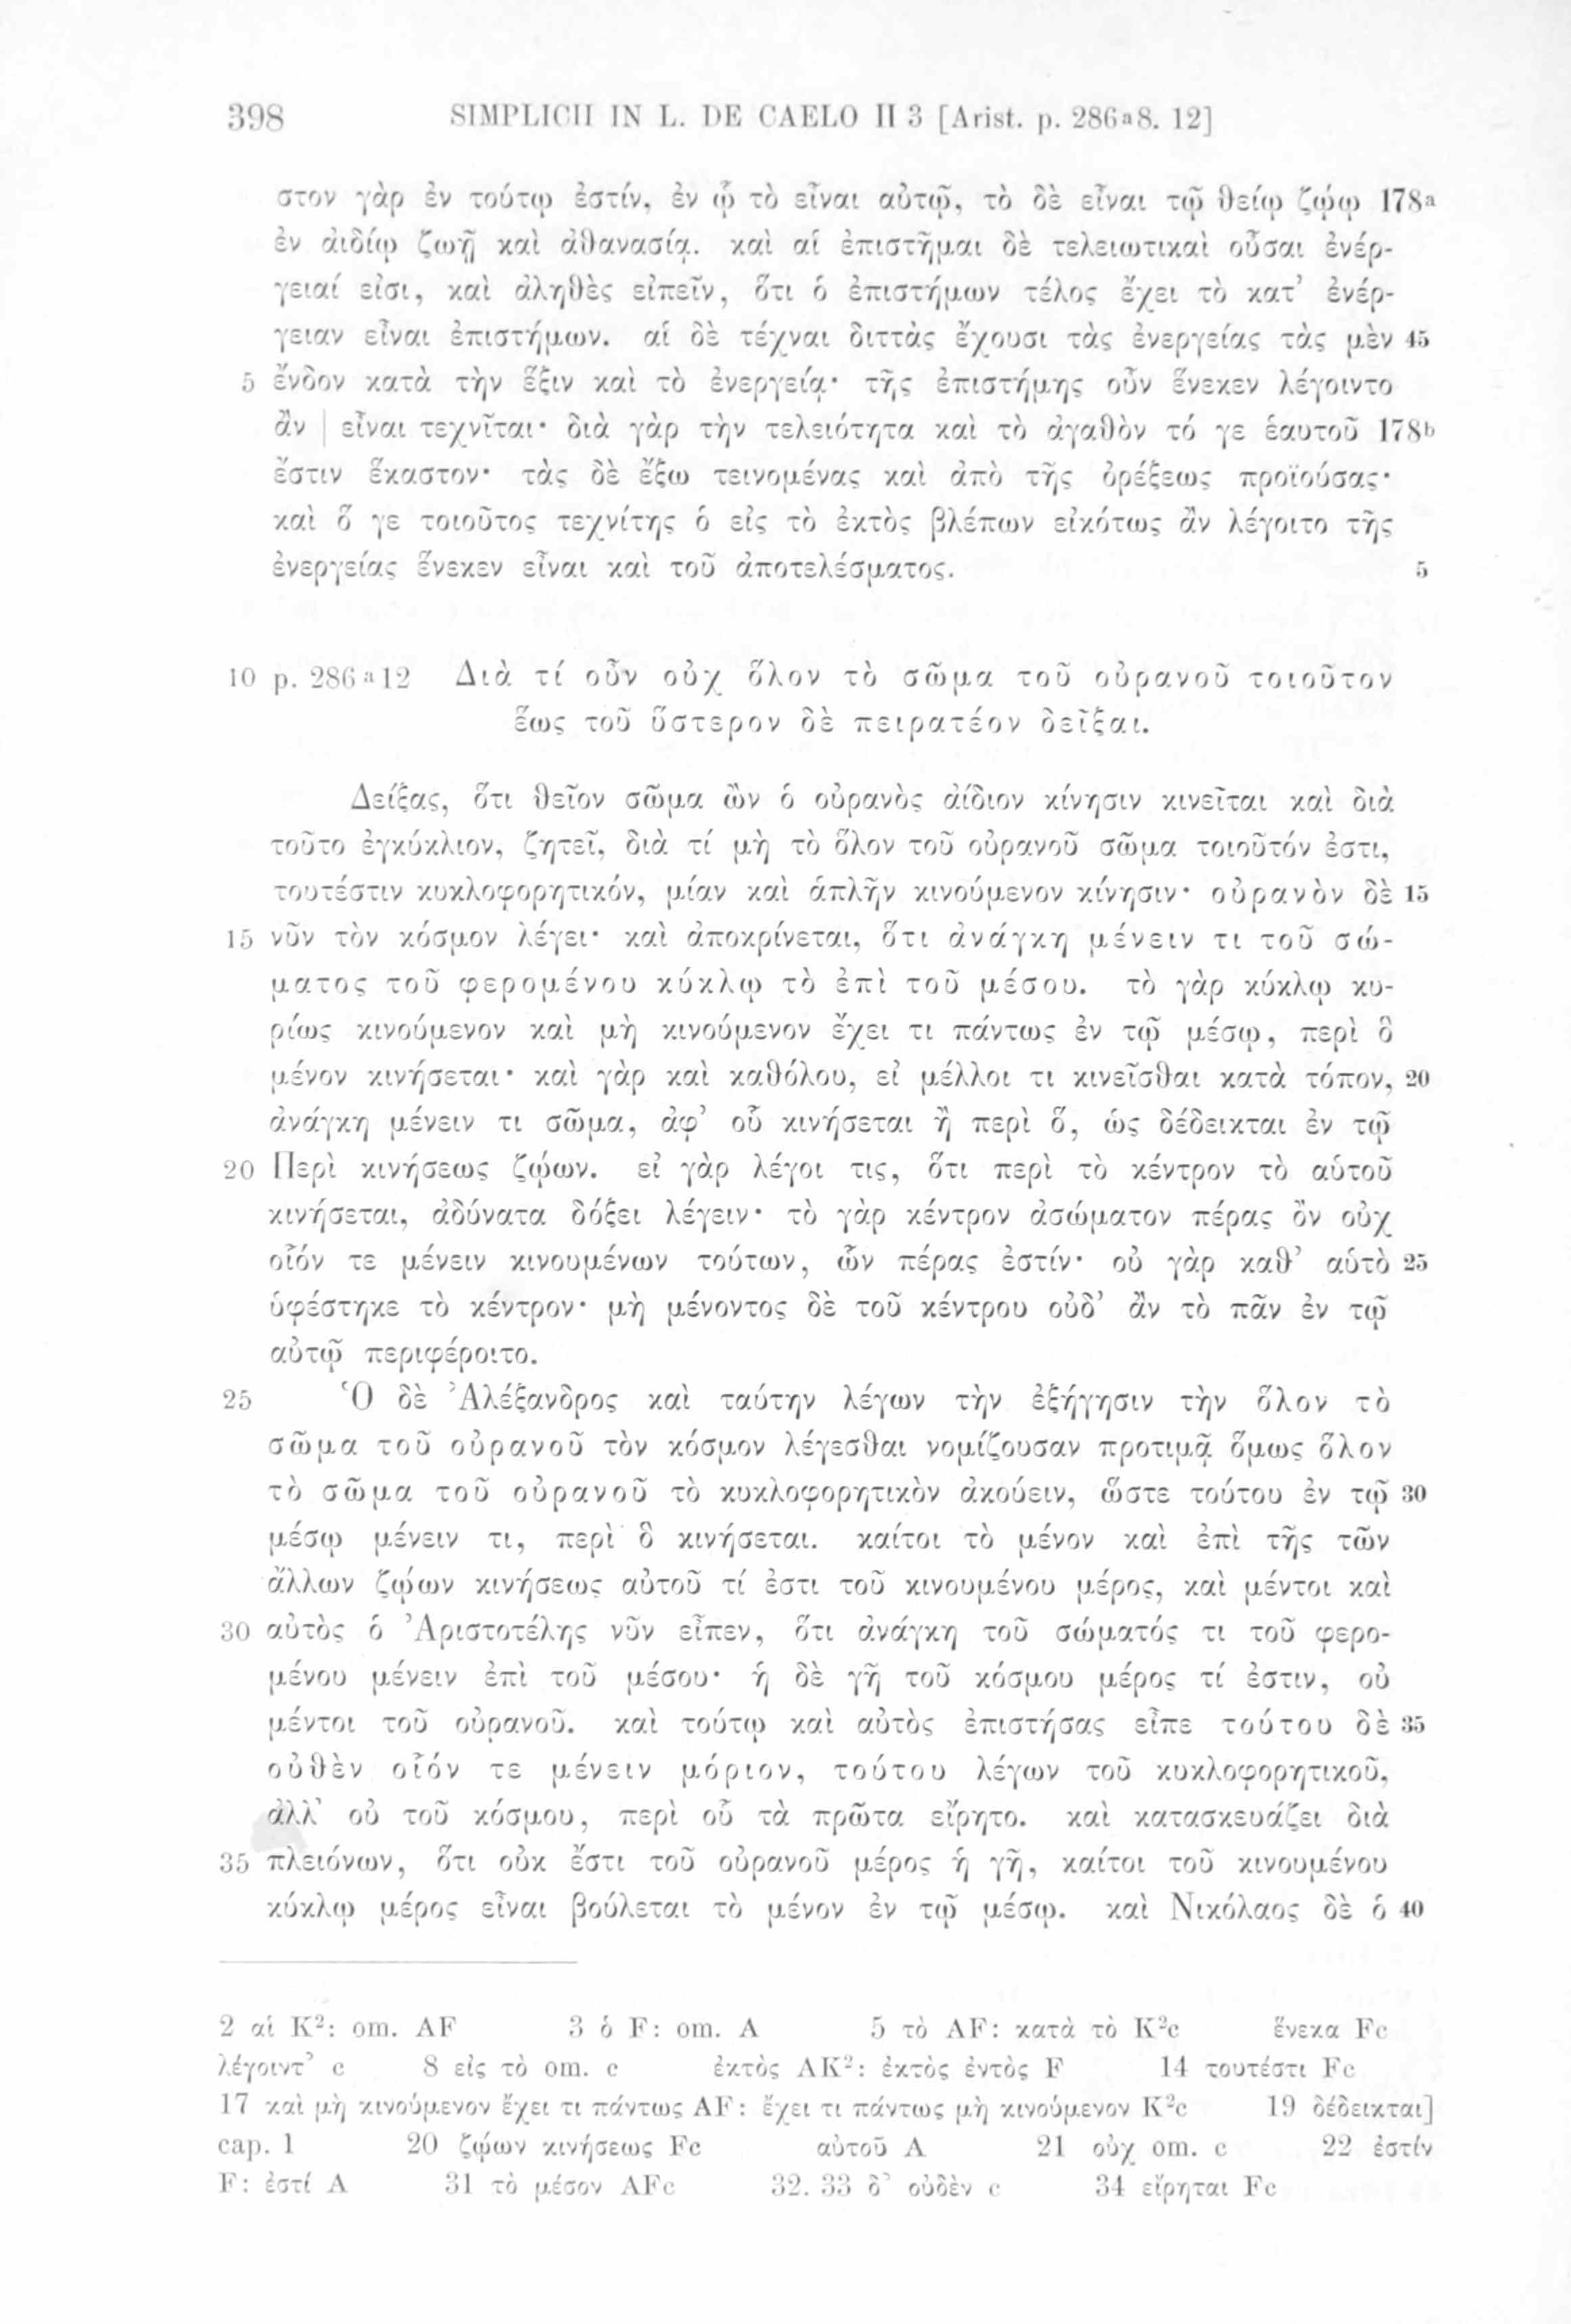 398 SIMPLICII IN L. DE CAELO II 3 [Arist. p. 286a8. 12]
στον γὰρ ἐν τούτῳ ἐστίν, ἐν ᾧ τὸ εἶναι αὐτῷ, τὸ δὲ εἶναι τῷ θείῳ ζῴῳ 178a
ἐν ἀιδίῳ ζωῇ καὶ ἀθανασίᾳ. καὶ αἱ ἐπιστῆμαι δὲ τελειωτικαὶ οὖσαι ἐνέρ-
γειαί εἰσι, καὶ ἀληθὲς εἰπεῖν, ὅτι ὁ ἐπιστήμων τέλος ἔχει τὸ κατ’ ἐνέρ-
γειαν εἶναι ἐπιστήμων. αἱ δὲ τέχναι διττὰς ἔχουσι τὰς ἐνεργείας τὰς μὲν 45
5 ἔνδον κατὰ τὴν ἕξιν καὶ τὸ ἐνεργείᾳ· τῆς ἐπιστήμης οὖν ἕνεκεν λέγοιντο
ἂν | εἶναι τεχνῖται· διὰ γὰρ τὴν τελειότητα καὶ τὸ ἀγαθὸν τό γε ἑαυτοῦ 178b
ἔστιν ἕκαστον· τὰς δὲ ἔξω τεινομένας καὶ ἀπὸ τῆς ὀρέξεως προϊούσας·
καὶ ὅ γε τοιοῦτος τεχνίτης ὁ εἰς τὸ ἐκτὸς βλέπων εἰκότως ἂν λέγοιτο τῆς
ἐνεργείας ἕνεκεν εἶναι καὶ τοῦ ἀποτελέσματος. 5
10 p. 286a12 Διὰ τί οὖν οὐχ ὅλον τὸ σῶμα τοῦ οὐρανοῦ τοιοῦτον
ἕως τοῦ ὕστερον δὲ πειρατέον δεῖξαι.
Δείξας, ὅτι θεῖον σῶμα ὢν ὁ οὐρανὸς ἀίδιον κίνησιν κινεῖται καὶ διὰ
τοῦτο ἐγκύκλιον, ζητεῖ, διὰ τί μὴ τὸ ὅλον τοῦ οὐρανοῦ σῶμα τοιοῦτόν ἐστι,
τουτέστιν κυκλοφορητικόν, μίαν καὶ ἁπλῆν κινούμενον κίνησιν· οὐρανὸν δὲ 15
15 νῦν τὸν κόσμον λέγει· καὶ ἀποκρίνεται, ὅτι ἀνάγκη μένειν τι τοῦ σώ-
ματος τοῦ φερομένου κύκλῳ τὸ ἐπὶ τοῦ μέσου. τὸ γὰρ κύκλῳ κυ-
ρίως κινούμενον καὶ μὴ κινούμενον ἔχει τι πάντως ἐν τῷ μέσῳ, περὶ ὃ
μένον κινήσεται· καὶ γὰρ καὶ καθόλου, εἰ μέλλοι τι κινεῖσθαι κατὰ τόπον, 20
ἀνάγκη μένειν τι σῶμα, ἀφ’ οὗ κινήσεται ἢ περὶ ὅ, ὡς δέδεικται ἐν τῷ
20 Περὶ κινήσεως ζῴων. εἰ γὰρ λέγοι τις, ὅτι περὶ τὸ κέντρον τὸ αὑτοῦ
κινήσεται, ἀδύνατα δόξει λέγειν· τὸ γὰρ κέντρον ἀσώματον πέρας ὂν οὐχ
οἷόν τε μένειν κινουμένων τούτων, ὧν πέρας ἐστίν· οὐ γὰρ καθ’ αὑτὸ 25
ὑφέστηκε τὸ κέντρον· μὴ μένοντος δὲ τοῦ κέντρου οὐδ’ ἂν τὸ πᾶν ἐν τῷ
αὐτῷ περιφέροιτο.
25 Ὁ δὲ Ἀλέξανδρος καὶ ταύτην λέγων τὴν ἐξήγησιν τὴν ὅλον τὸ
σῶμα τοῦ οὐρανοῦ τὸν κόσμον λέγεσθαι νομίζουσαν προτιμᾷ ὅμως ὅλον
τὸ σῶμα τοῦ οὐρανοῦ τὸ κυκλοφορητικὸν ἀκούειν, ὥστε τούτου ἐν τῷ 30
μέσῳ μένειν τι, περὶ ὃ κινήσεται. καίτοι τὸ μένον καὶ ἐπὶ τῆς τῶν
ἄλλων ζῴων κινήσεως αὐτοῦ τί ἐστι τοῦ κινουμένου μέρος, καὶ μέντοι καὶ
30 αὐτὸς ὁ Ἀριστοτέλης νῦν εἶπεν, ὅτι ἀνάγκη τοῦ σώματός τι τοῦ φερο-
μένου μένειν ἐπὶ τοῦ μέσου· ἡ δὲ γῆ τοῦ κόσμου μέρος τί ἐστιν, οὐ
μέντοι τοῦ οὐρανοῦ. καὶ τούτῳ καὶ αὐτὸς ἐπιστήσας εἶπε τούτου δὲ 35
οὐθὲν οἷόν τε μένειν μόριον, τούτου λέγων τοῦ κυκλοφορητικοῦ,
ἀλλ’ οὐ τοῦ κόσμου, περὶ οὗ τὰ πρῶτα εἴρητο. καὶ κατασκευάζει διὰ
35 πλειόνων, ὅτι οὐκ ἔστι τοῦ οὐρανοῦ μέρος ἡ γῆ, καίτοι τοῦ κινουμένου
κύκλῳ μέρος εἶναι βούλεται τὸ μένον ἐν τῷ μέσῳ. καὶ Νικόλαος δὲ ὁ 40
2 αἱ K²: om. AF 3 ὁ F: om. A 5 τὸ AF: κατὰ τὸ K²c ἕνεκα Fc
λέγοιντ’ c 8 εἰς τὸ om. c ἐκτὸς AK²: ἐκτὸς ἐντὸς F 14 τουτέστι Fc
17 καὶ μὴ κινούμενον ἔχει τι πάντως AF: ἔχει τι πάντως μὴ κινούμενον K²c 19 δέδεικται]
cap. 1 20 ζῴων κινήσεως Fc αὐτοῦ A 21 οὐχ om. c 22 ἐστίν
F: ἐστί A 31 τὸ μέσον AFc 32. 33 δ’ οὐδὲν c 34 εἴρηται Fc